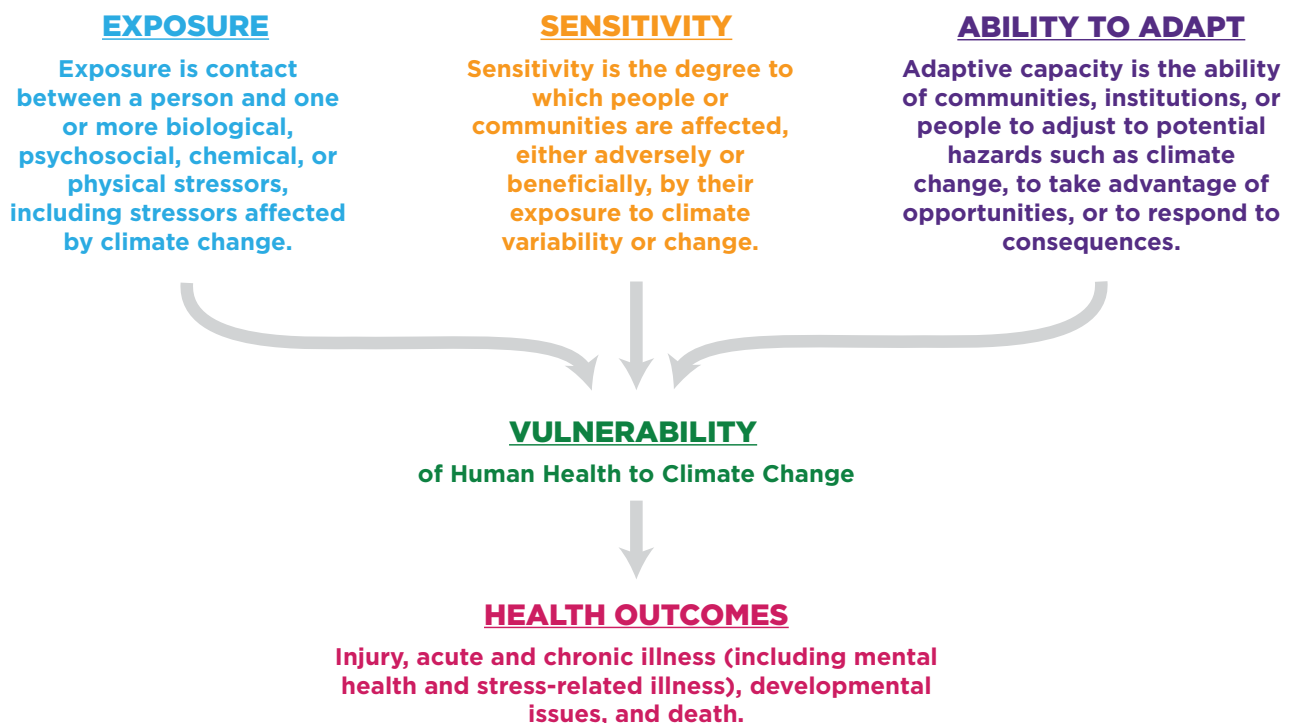 EXPOSURE
Exposure is contact
between a person and one
or more biological,
psychosocial, chemical, or
physical stressors,
including stressors affected
by climate change.
SENSITIVITY
Sensitivity is the degree to
which people or
communities are affected,
either adversely or
beneficially, by their
exposure to climate
variability or change.
ABILITY TO ADAPT
Adaptive capacity is the ability
of communities, institutions, or
people to adjust to potential
hazards such as climate
change, to take advantage of
opportunities, or to respond to
consequences.
VULNERABILITY
of Human Health to Climate Change
HEALTH OUTCOMES
Injury, acute and chronic illness (including mental
health and stress-related illness), developmental
issues, and death.